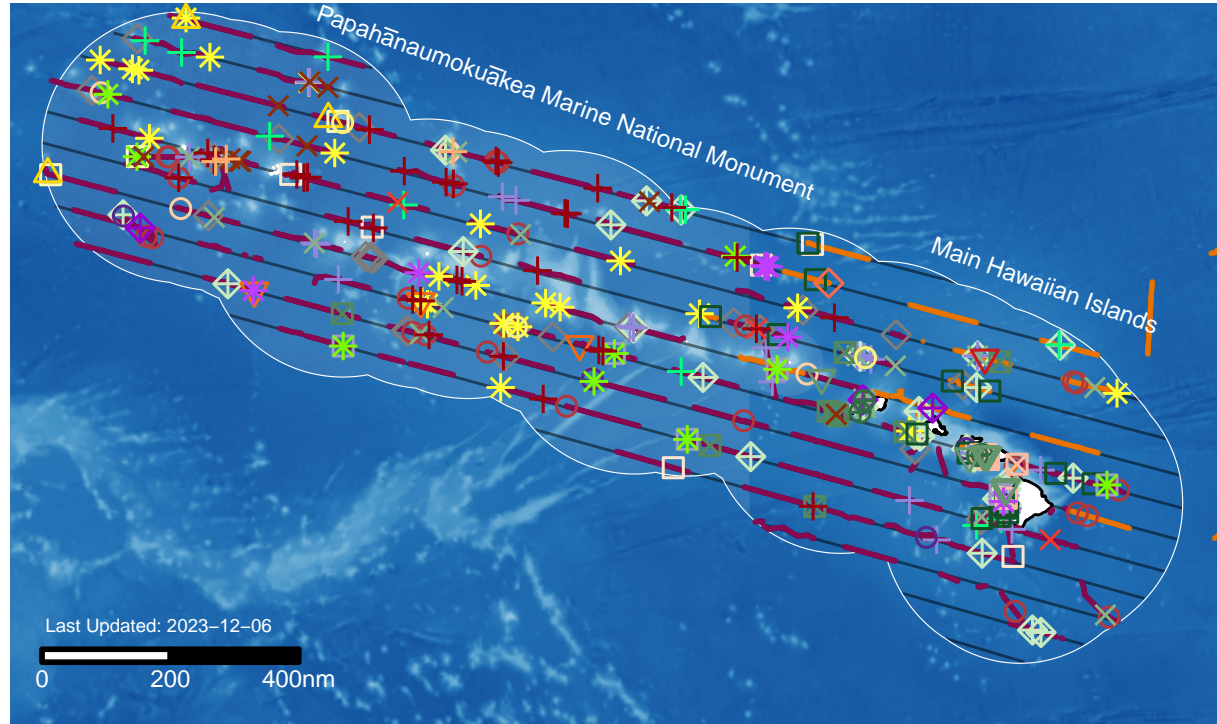 Papahānaumokuākea Marine National Monument
Main Hawaiian Islands
Last Updated: 2023−12−06
0 200 400nm